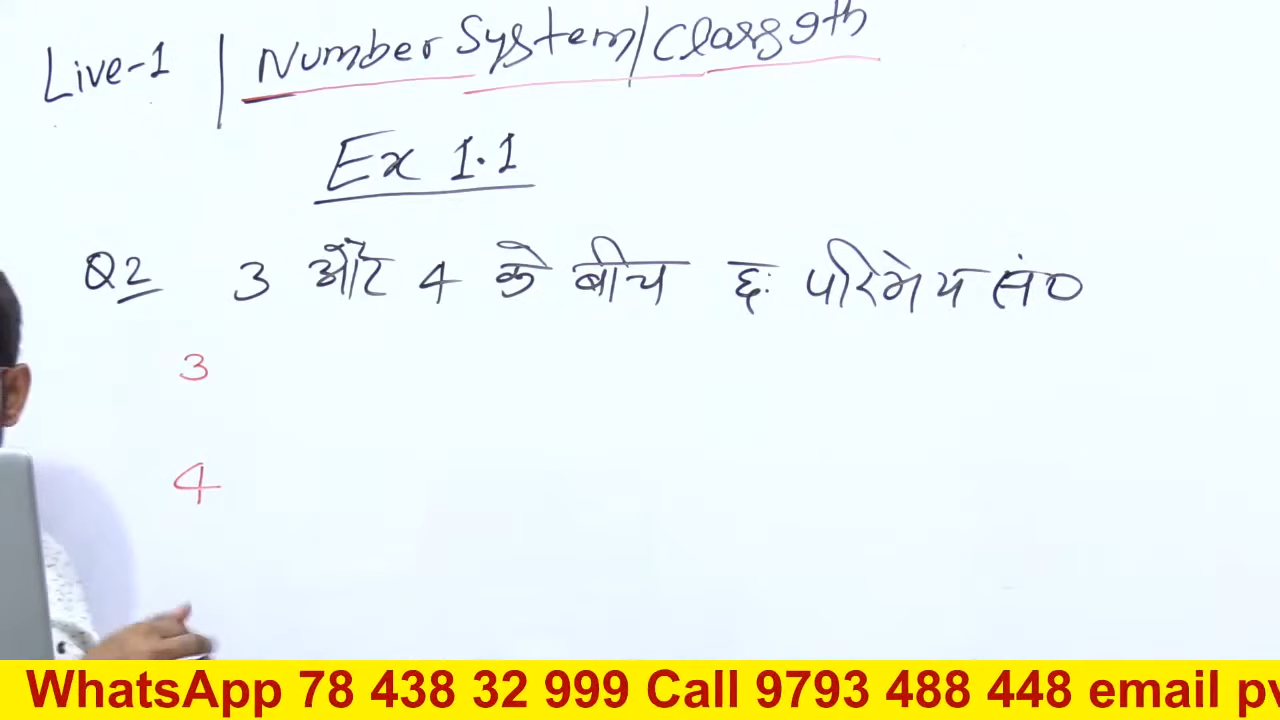 Live-1 | Number System/Class 9th
Ex 1.1
Q2 3 और 4 के बीच छः परिमेय सं०
3
4
WhatsApp 78 438 32 999 Call 9793 488 448 email pv